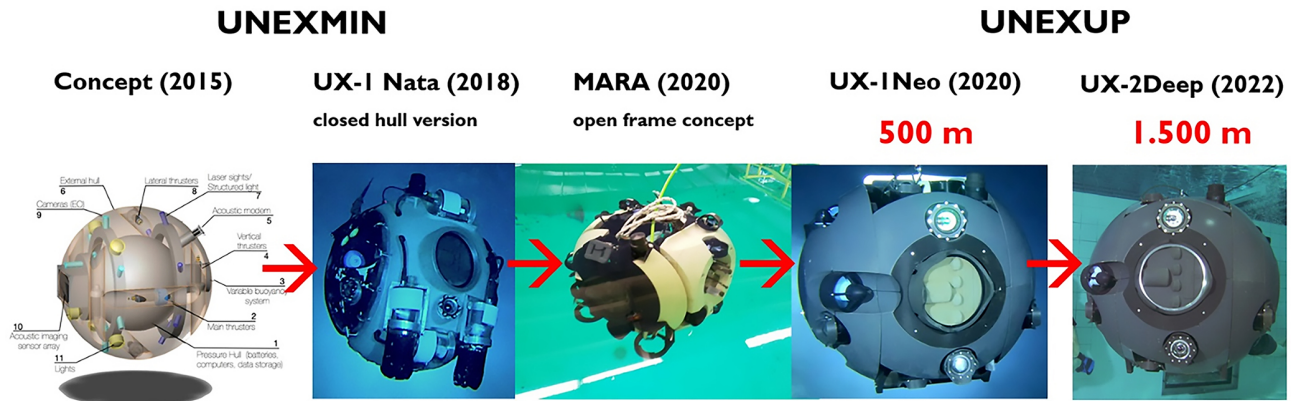 UNEXMIN
UNEXUP
Concept (2015)
UX-1 Nata (2018)
closed hull version
MARA (2020)
open frame concept
UX-1Neo (2020)
500 m
UX-2Deep (2022)
1.500 m
External hull
6
Lateral thrusters
8
Laser sights/
Structured light
7
Cameras (EO)
9
Acoustic modem
5
Vertical
thrusters
4
3
Variable buoyancy
system
2
Main thrusters
10
Acoustic imaging
sensor array
1
Pressure Hull (batteries,
computers, data storage)
11
Lights